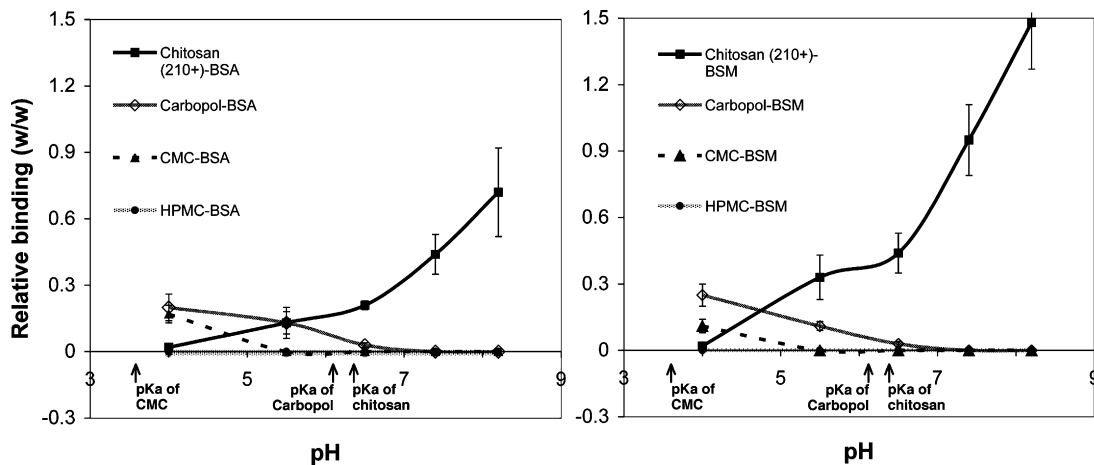 Relative binding (w/w)
1.5
1.2
0.9
0.6
0.3
0
-0.3
Chitosan
(210+)-BSA
Carbopol-BSA
CMC-BSA
HPMC-BSA
3
5
7
9
pKa of
CMC
pKa of
Carbopol
pKa of
chitosan
pH
1.5
1.2
0.9
0.6
0.3
0
-0.3
Chitosan (210+)-
BSM
Carbopol-BSM
CMC-BSM
HPMC-BSM
3
5
7
9
pKa of
CMC
pKa of
Carbopol
pKa of
chitosan
pH